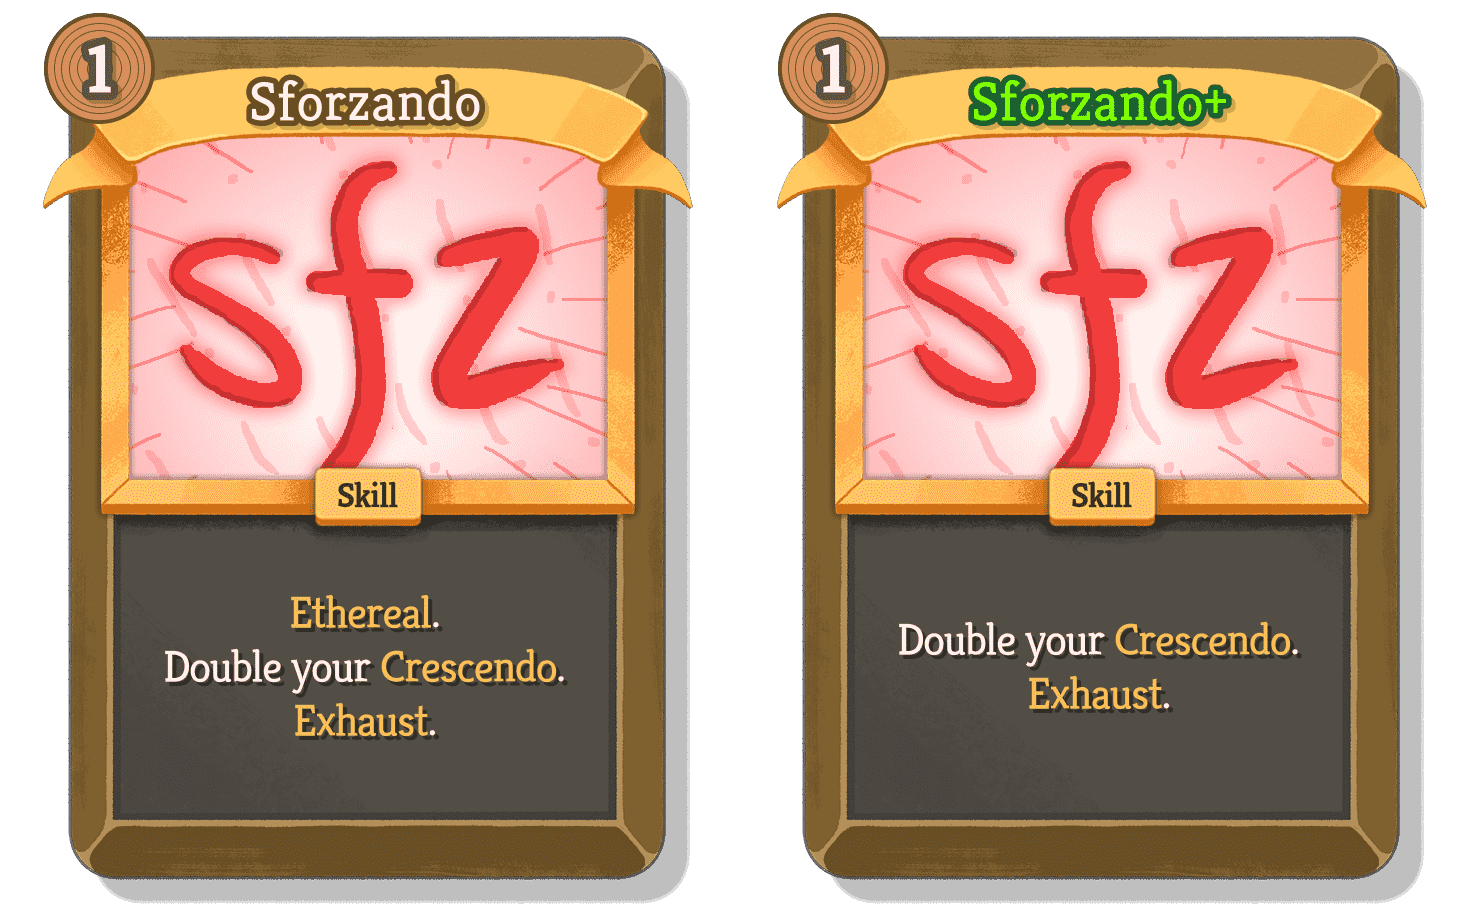 1
Sforzando
sfz
Skill
Ethereal.
Double your Crescendo.
Exhaust.
1
Sforzando+
sfz
Skill
Double your Crescendo.
Exhaust.